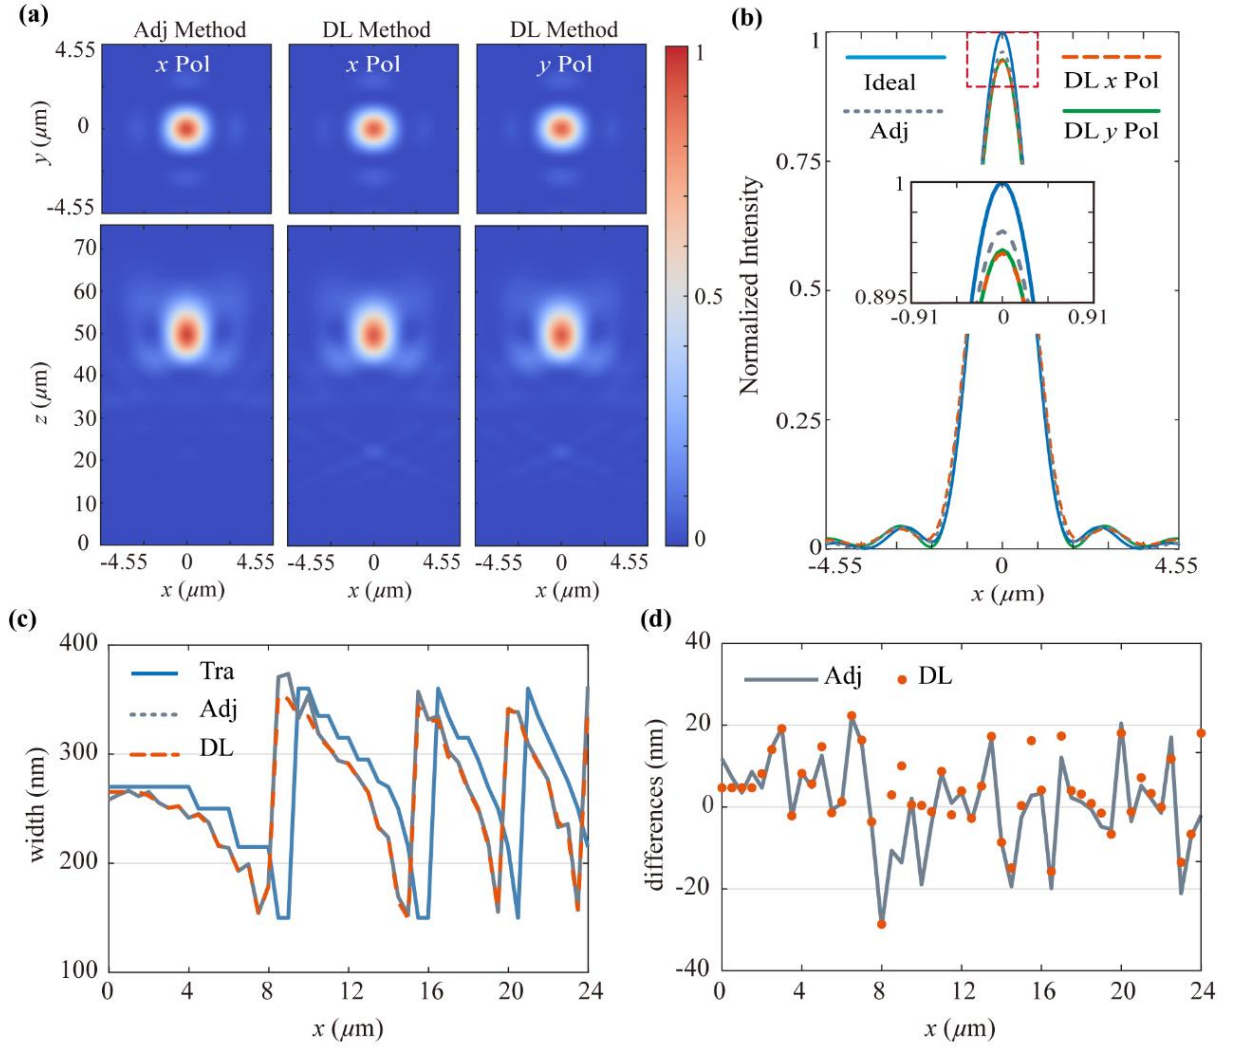 (a)
Adj Method DL Method DL Method
x Pol x Pol y Pol
4.55
0
-4.55
y (μm)
70
60
50
40
30
20
10
0
z (μm)
-4.55 0 4.55 -4.55 0 4.55 -4.55 0 4.55
x (μm) x (μm) x (μm)
1
0.5
0
(b)
1
0.75
0.5
0.25
0
Normalized Intensity
Ideal DL x Pol
Adj DL y Pol
1
0.895
-0.91 0 0.91
-4.55 0 4.55
x (μm)
(c)
400
300
200
100
width (nm)
Tra
Adj
DL
0 4 8 12 16 20 24
x (μm)
(d)
40
20
0
-20
-40
differences (nm)
Adj DL
0 4 8 12 16 20 24
x (μm)